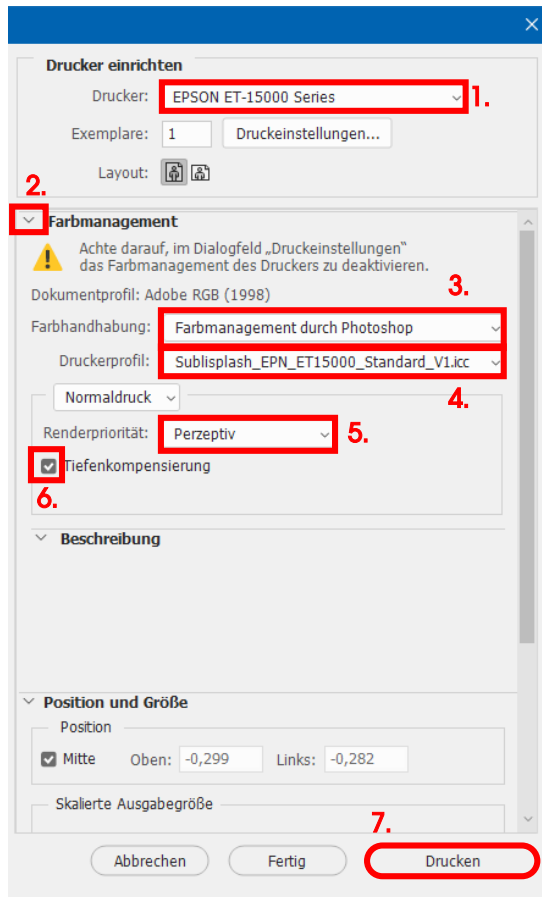 Drucker einrichten
Drucker: EPSON ET-15000 Series 1.
Exemplare: 1 Druckeinstellungen...
Layout:
2.
Farbmanagement
Achte darauf, im Dialogfeld „Druckeinstellungen“
das Farbmanagement des Druckers zu deaktivieren.
Dokumentprofil: Adobe RGB (1998)
3.
Farbhandhabung: Farbmanagement durch Photoshop
Druckerprofil: Sublisplash_EPN_ET15000_Standard_V1.icc
4.
Normaldruck
Renderpriorität: Perzeptiv 5.
Tiefenkompensierung
6.
Beschreibung
Position und Größe
Position
Mitte Oben: -0,299 Links: -0,282
Skalierte Ausgabegröße
7.
Abbrechen Fertig Drucken